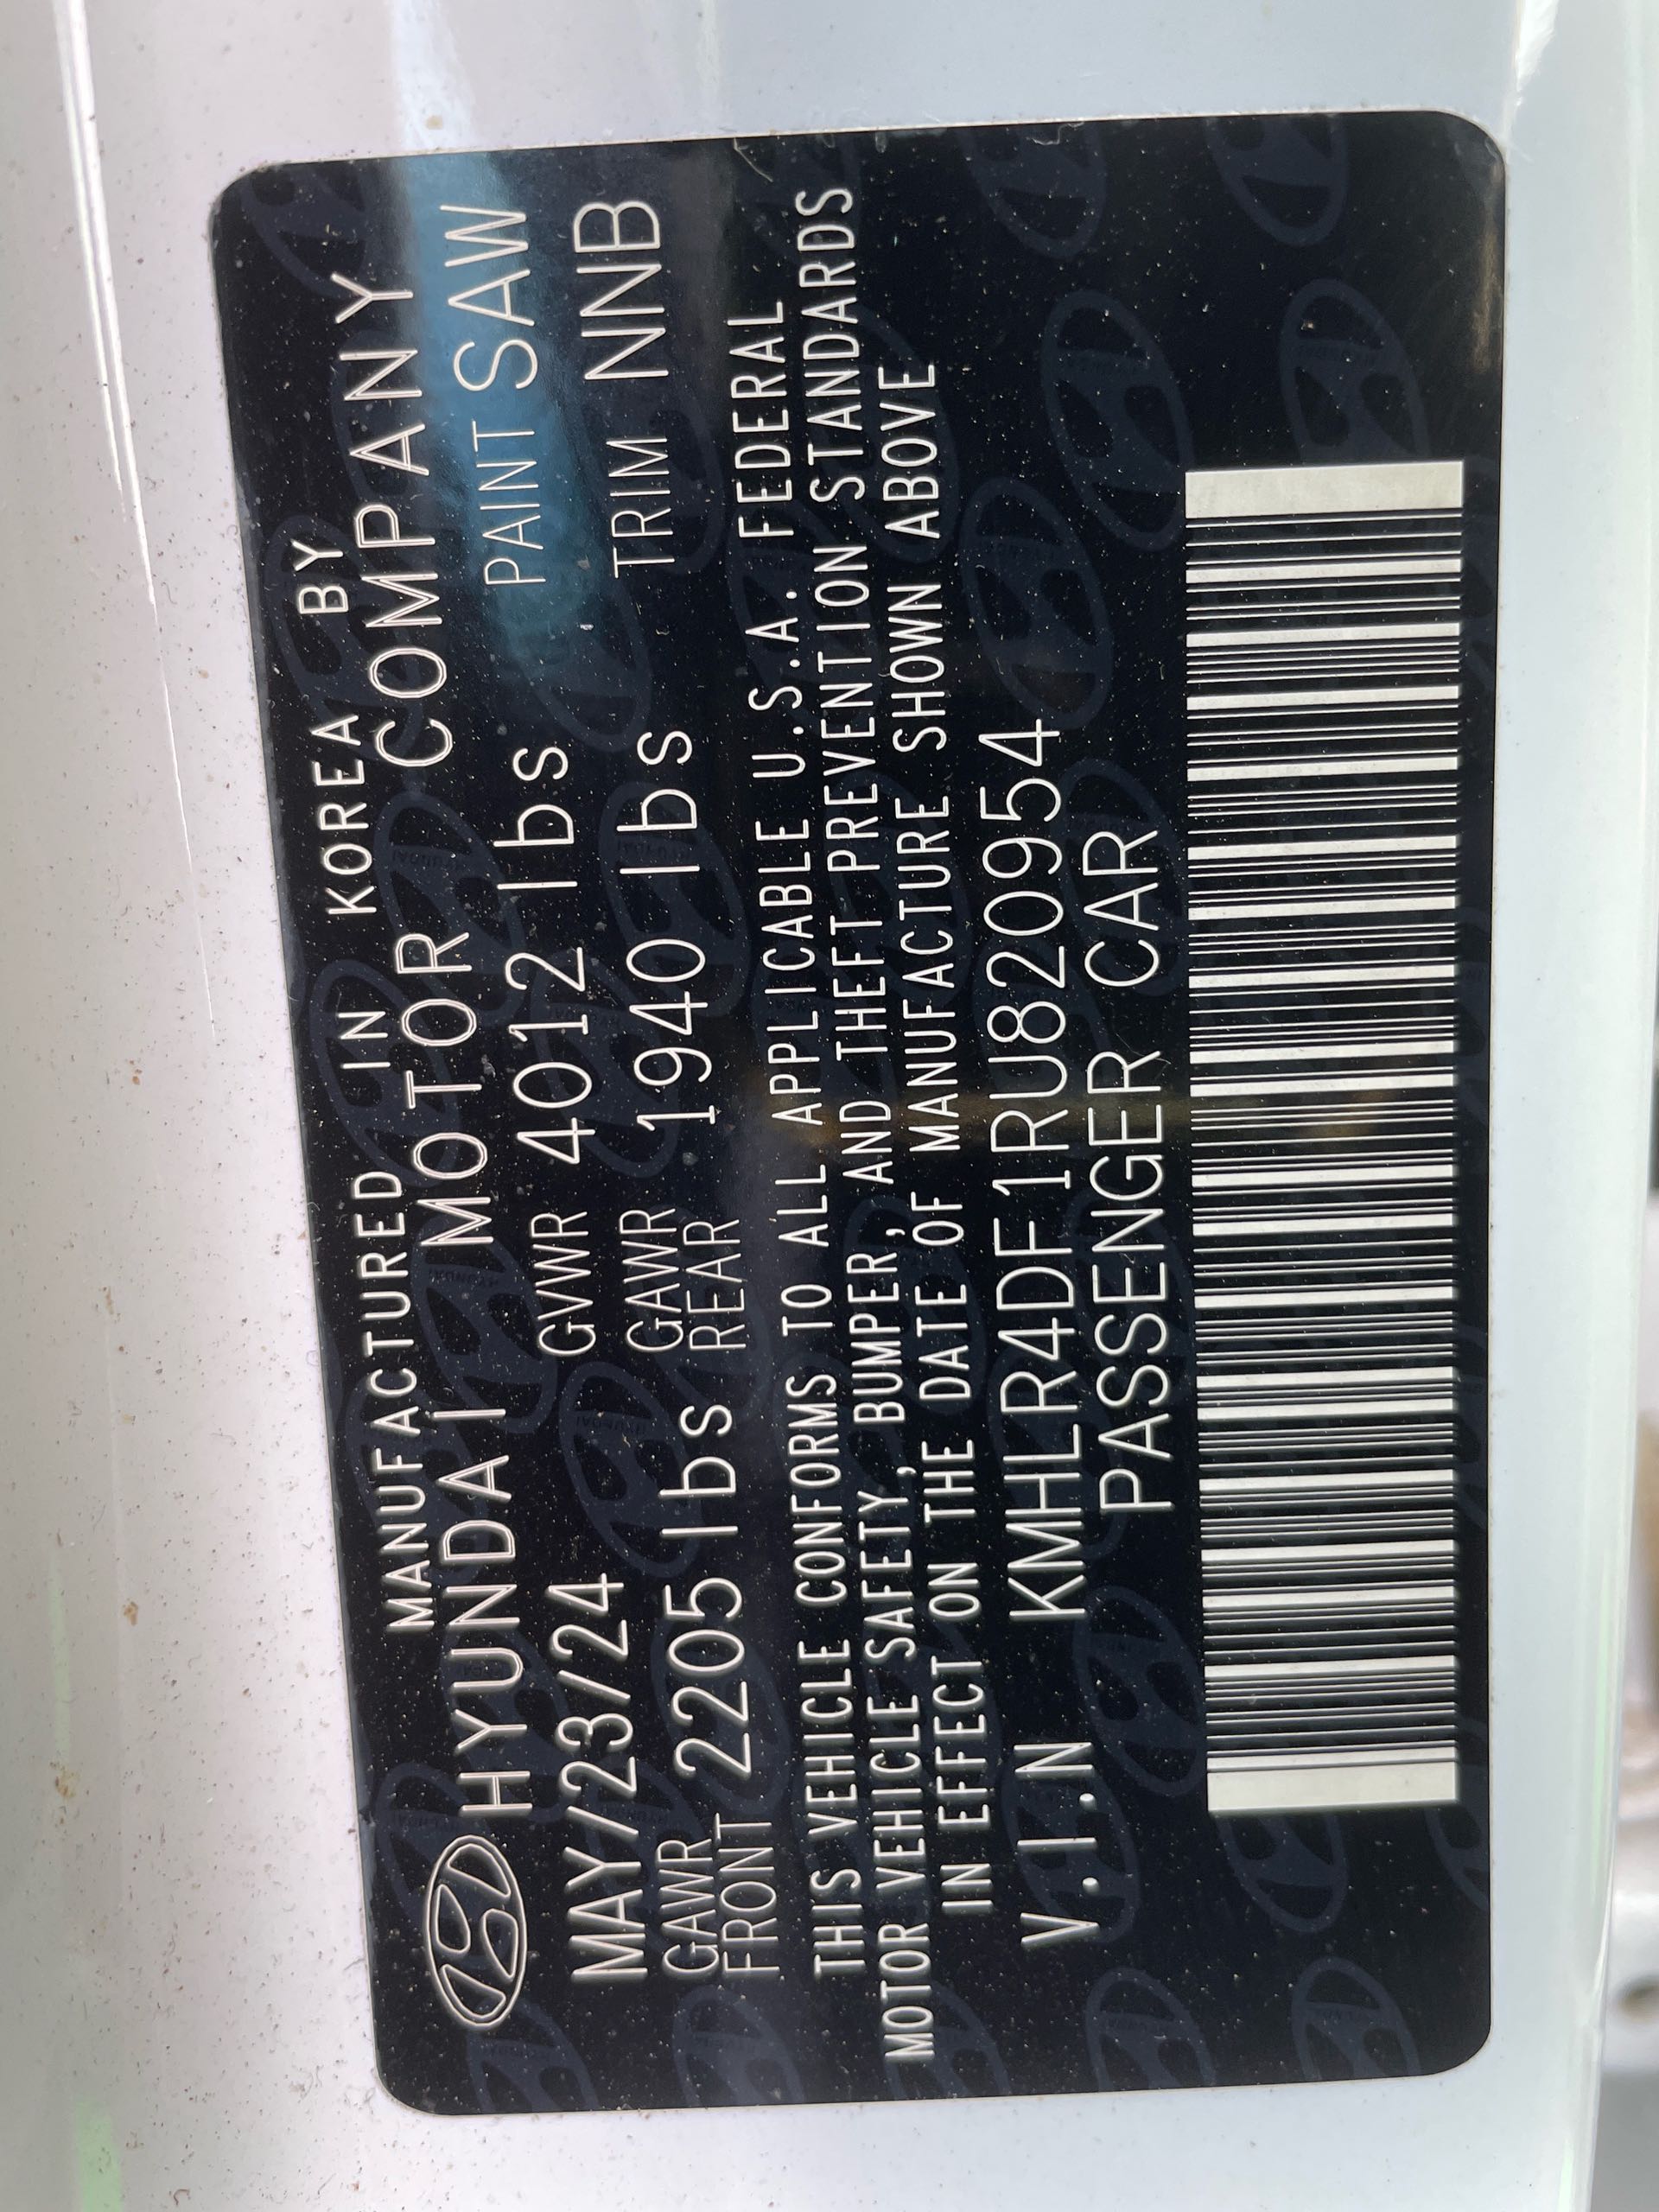 MANUFACTURED IN KOREA BY
HYUNDAI MOTOR COMPANY
MAY/23/24 GVWR 4012 lbs PAINT SAW
GAWR FRONT 2205 lbs GAWR REAR 1940 lbs TRIM NNB
THIS VEHICLE CONFORMS TO ALL APPLICABLE U.S.A. FEDERAL
MOTOR VEHICLE SAFETY, BUMPER, AND THEFT PREVENTION STANDARDS
IN EFFECT ON THE DATE OF MANUFACTURE SHOWN ABOVE
V.I.N KMHLR4DF1RU820954
PASSENGER CAR